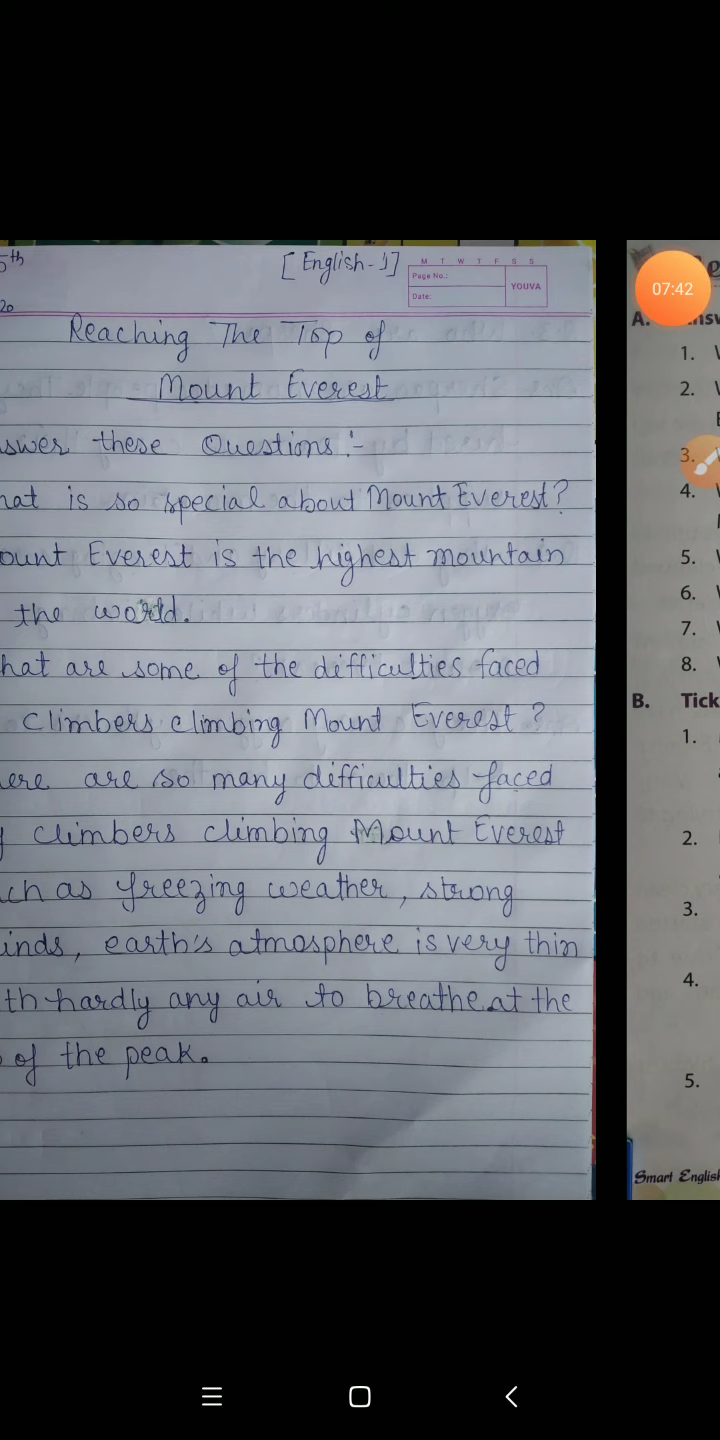 5th
[English-1]
M T W T F S S
Page No.:
Date:
YOUVA
20
07:42
Reaching The Top of
Mount Everest
swer these Questions :-
hat is so special about Mount Everest?
ount Everest is the highest mountain
the world.
hat are some of the difficulties faced
climbers climbing Mount Everest?
ere are so many difficulties faced
y climbers climbing Mount Everest
ch as freezing weather, strong
inds, earth's atmosphere is very thin
th hardly any air to breathe at the
of the peak.
A.
1.
2.
3.
4.
5.
6.
7.
8.
B. Tick
1.
2.
3.
4.
5.
Smart English